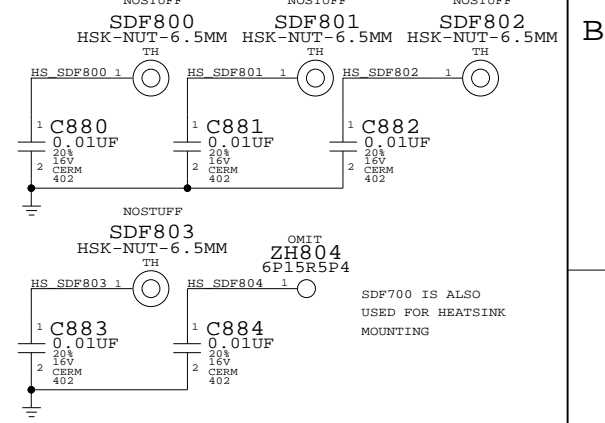 NOSTUFF NOSTUFF NOSTUFF
SDF800 SDF801 SDF802
HSK-NUT-6.5MM HSK-NUT-6.5MM HSK-NUT-6.5MM
TH TH TH
B
HS_SDF800 1 HS_SDF801 1 HS_SDF802 1
1 C880 1 C881 1 C882
0.01UF 0.01UF 0.01UF
20% 20% 20%
16V 16V 16V
2 CERM 2 CERM 2 CERM
402 402 402
NOSTUFF
SDF803
HSK-NUT-6.5MM
TH
OMIT
ZH804
6P15R5P4
HS_SDF803 1 HS_SDF804 1
SDF700 IS ALSO
USED FOR HEATSINK
MOUNTING
1 C883 1 C884
0.01UF 0.01UF
20% 20%
16V 16V
2 CERM 2 CERM
402 402